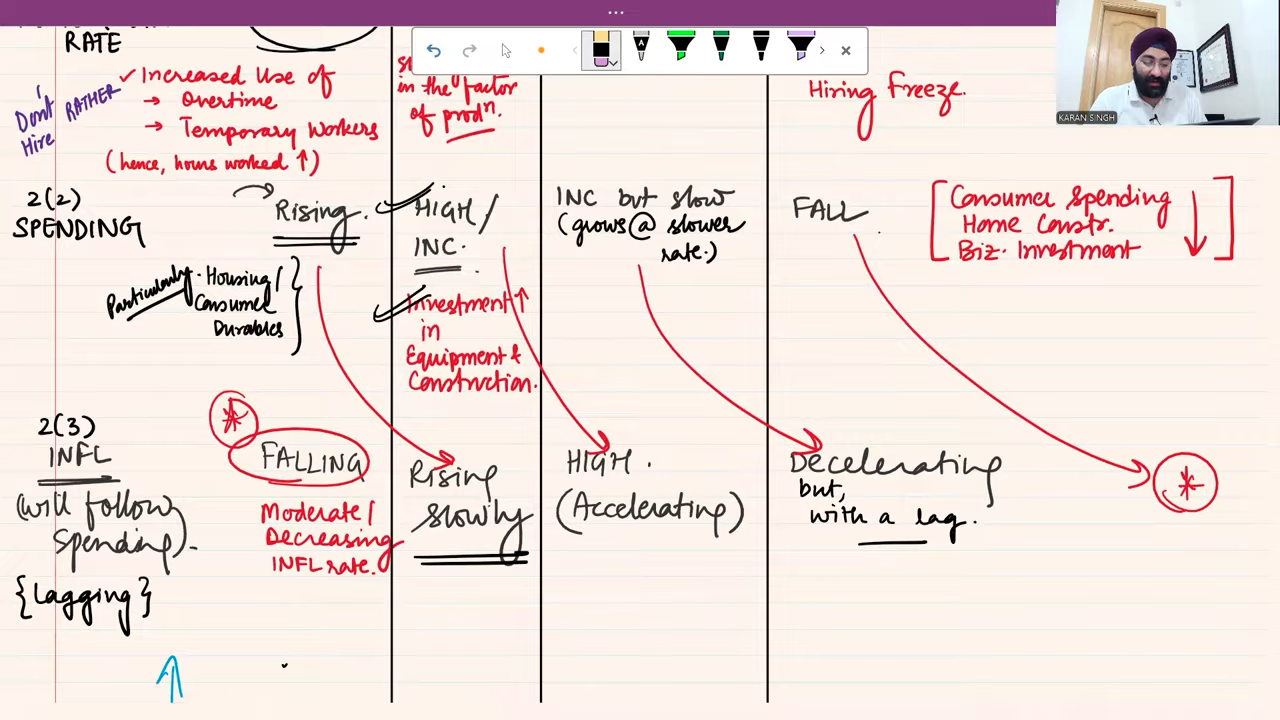 RATE
✓ Increased Use of
→ Overtime
→ Temporary Workers
(hence, hours worked ↑)
Don't
Hire
RATHER
in the factor
of prodⁿ.
Hiring Freeze.
KARAN SINGH
2(2)
SPENDING
Rising.
Particularly
· Housing/
Consumer
Durables
HIGH/
INC.
Investment ↑
in
Equipment &
Construction.
INC but slow
(grows @ slower
rate.)
FALL
[Consumer Spending
Home Constr.
Biz. Investment ↓]
2(3)
INFL
(will follow
spending).
{lagging}
*
FALLING
Moderate/
Decreasing
INFL rate.
Rising
slowly
HIGH.
(Accelerating)
Decelerating
but,
with a lag.
*